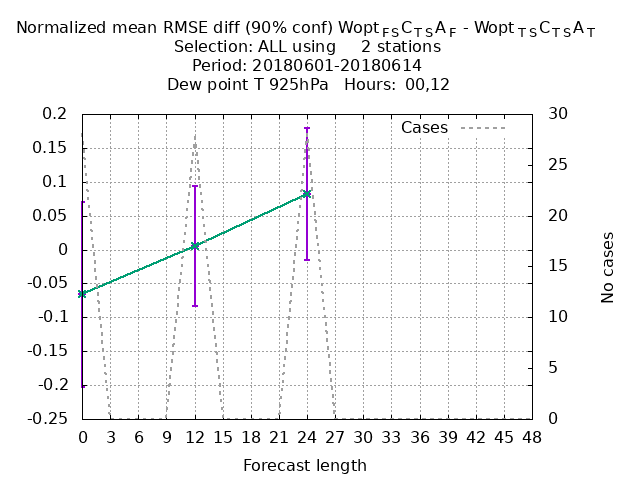 Normalized mean RMSE diff (90% conf) Wopt FS C TS A F - Wopt TS C TS A T
Selection: ALL using 2 stations
Period: 20180601-20180614
Dew point T 925hPa Hours: 00,12
Cases
0.2
0.15
0.1
0.05
0
-0.05
-0.1
-0.15
-0.2
-0.25
30
25
20
15
10
5
0
No cases
0 3 6 9 12 15 18 21 24 27 30 33 36 39 42 45 48
Forecast length